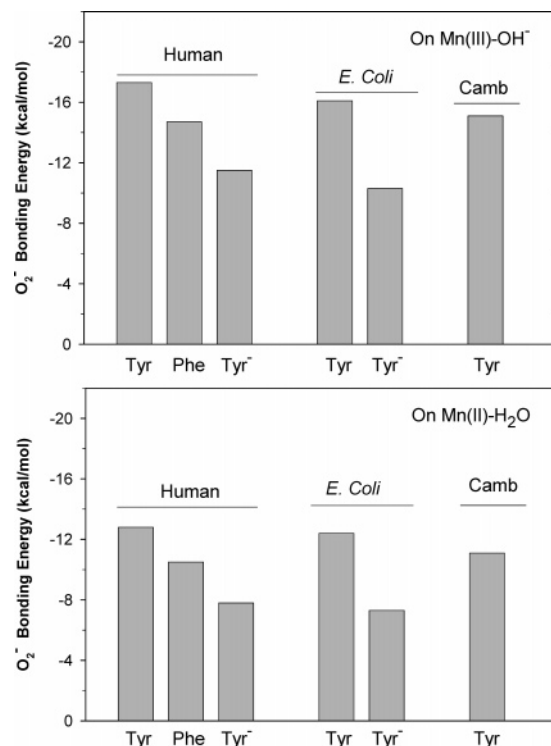 On Mn(III)-OH⁻
Human
E. Coli
Camb
O₂⁻ Bonding Energy (kcal/mol)
-20
-16
-12
-8
-4
0
Tyr Phe Tyr⁻ Tyr Tyr⁻ Tyr
On Mn(II)-H₂O
Human
E. Coli
Camb
O₂⁻ Bonding Energy (kcal/mol)
-20
-16
-12
-8
-4
0
Tyr Phe Tyr⁻ Tyr Tyr⁻ Tyr